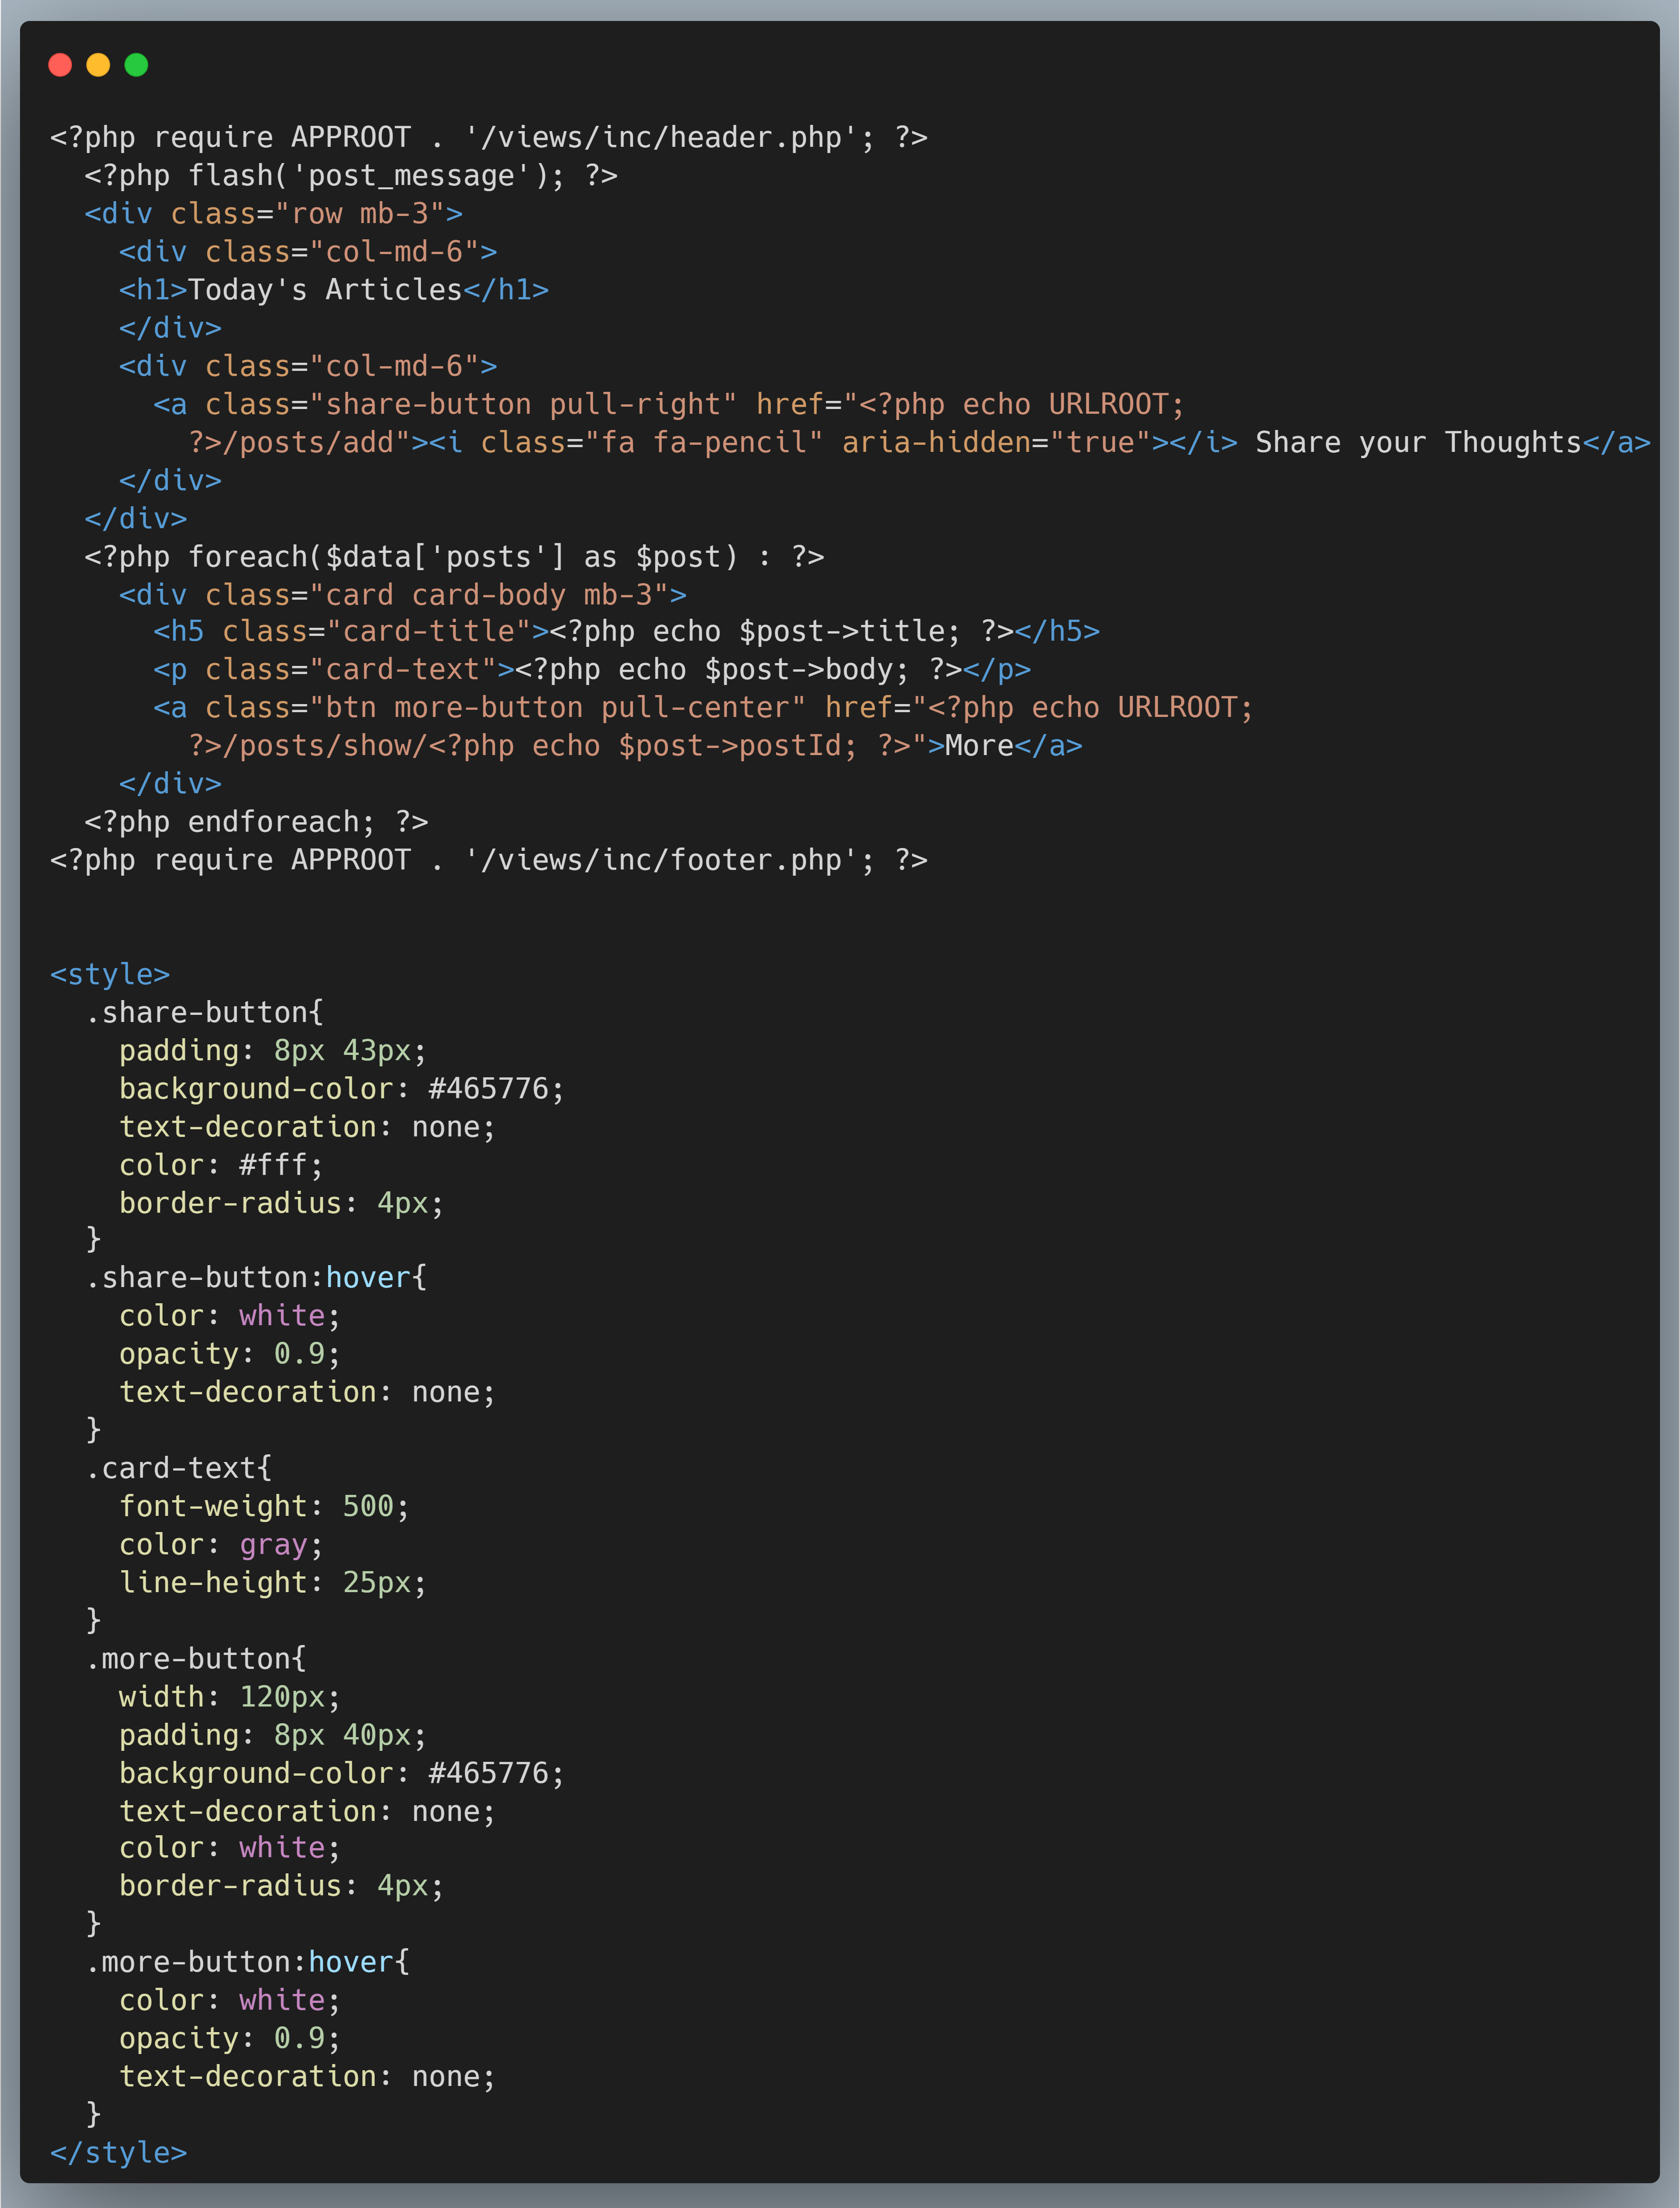 <?php require APPROOT . '/views/inc/header.php'; ?>
  <?php flash('post_message'); ?>
  <div class="row mb-3">
    <div class="col-md-6">
    <h1>Today's Articles</h1>
    </div>
    <div class="col-md-6">
      <a class="share-button pull-right" href="<?php echo URLROOT;
        ?>/posts/add"><i class="fa fa-pencil" aria-hidden="true"></i> Share your Thoughts</a>
    </div>
  </div>
  <?php foreach($data['posts'] as $post) : ?>
    <div class="card card-body mb-3">
      <h5 class="card-title"><?php echo $post->title; ?></h5>
      <p class="card-text"><?php echo $post->body; ?></p>
      <a class="btn more-button pull-center" href="<?php echo URLROOT;
        ?>/posts/show/<?php echo $post->postId; ?>">More</a>
    </div>
  <?php endforeach; ?>
<?php require APPROOT . '/views/inc/footer.php'; ?>


<style>
  .share-button{
    padding: 8px 43px;
    background-color: #465776;
    text-decoration: none;
    color: #fff;
    border-radius: 4px;
  }
  .share-button:hover{
    color: white;
    opacity: 0.9;
    text-decoration: none;
  }
  .card-text{
    font-weight: 500;
    color: gray;
    line-height: 25px;
  }
  .more-button{
    width: 120px;
    padding: 8px 40px;
    background-color: #465776;
    text-decoration: none;
    color: white;
    border-radius: 4px;
  }
  .more-button:hover{
    color: white;
    opacity: 0.9;
    text-decoration: none;
  }
</style>